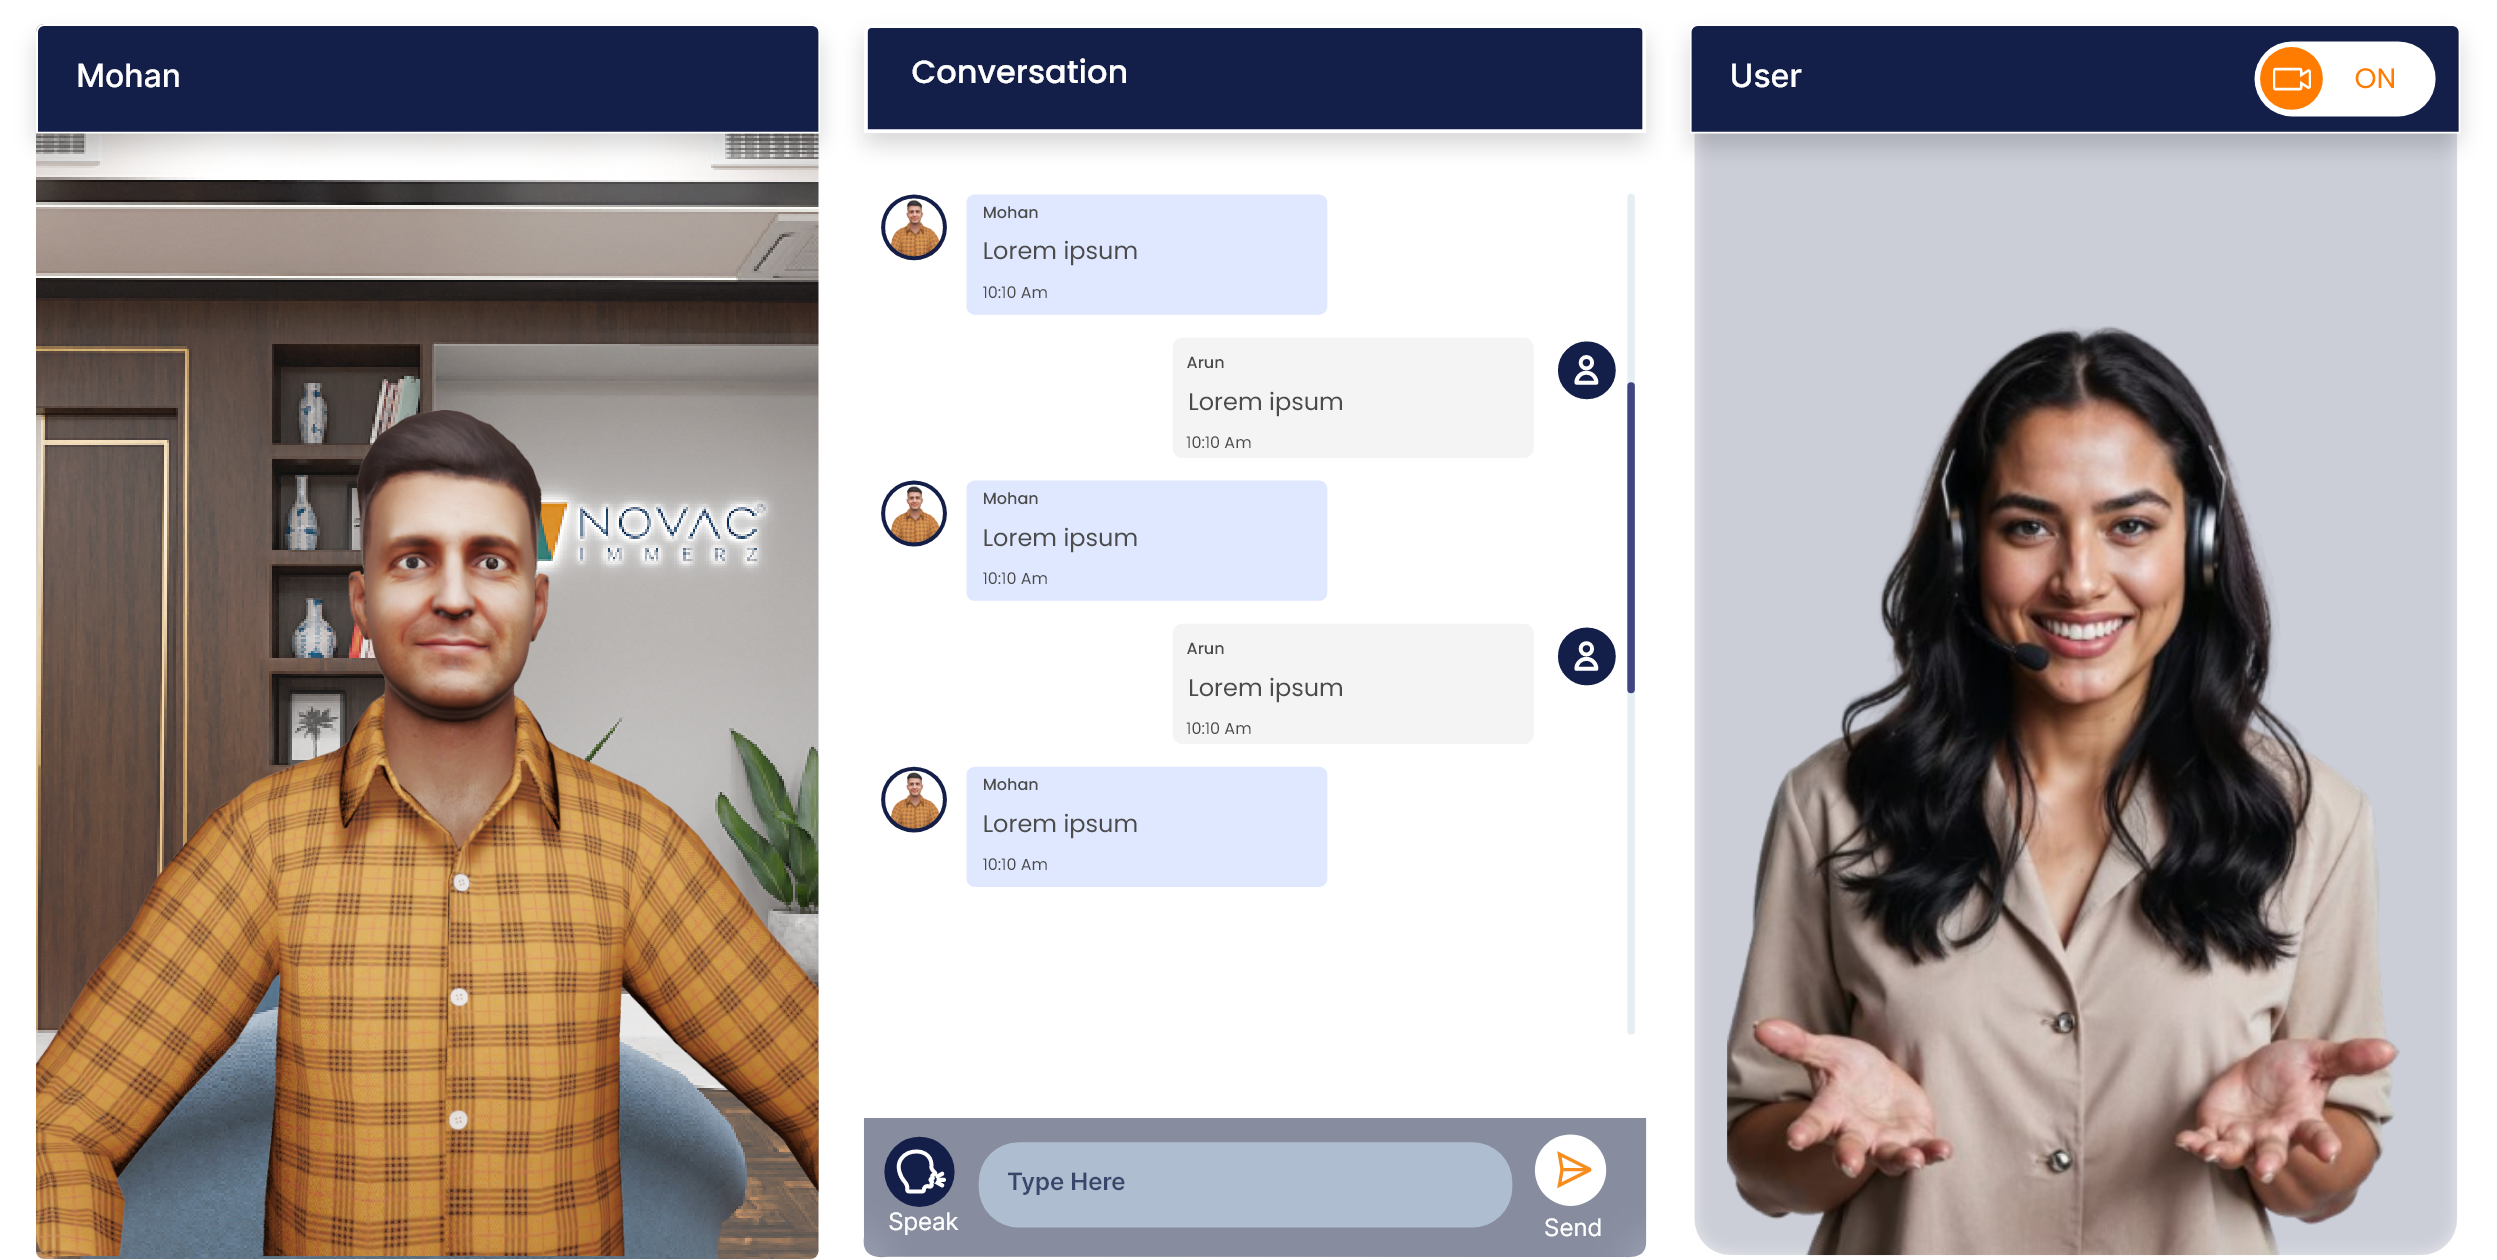 Mohan
NOVAC
IMMERZ
Conversation
Mohan
Lorem ipsum
10:10 Am
Arun
Lorem ipsum
10:10 Am
Mohan
Lorem ipsum
10:10 Am
Arun
Lorem ipsum
10:10 Am
Mohan
Lorem ipsum
10:10 Am
Speak
Type Here
Send
User
ON